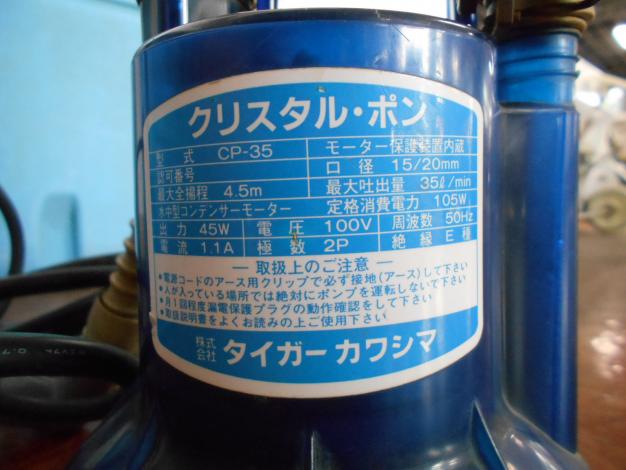 クリスタル・ポン
型 式 CP-35 モーター保護装置内蔵
認可番号 口 径 15/20mm
最大全揚程 4.5m 最大吐出量 35ℓ/min
水中型コンデンサーモーター 定格消費電力 105W
出 力 45W 電 圧 100V 周波数 50Hz
電 流 1.1A 極 数 2P 絶 縁 E 種
― 取扱上のご注意 ―
•電源コードのアース用クリップで必ず接地(アース)して下さい
•人が入っている場所では絶対にポンプを運転しないで下さい
•月1回程度漏電保護プラグの動作確認をして下さい
•取扱説明書をよくお読みの上ご使用下さい
株式会社 タイガー カワシマ